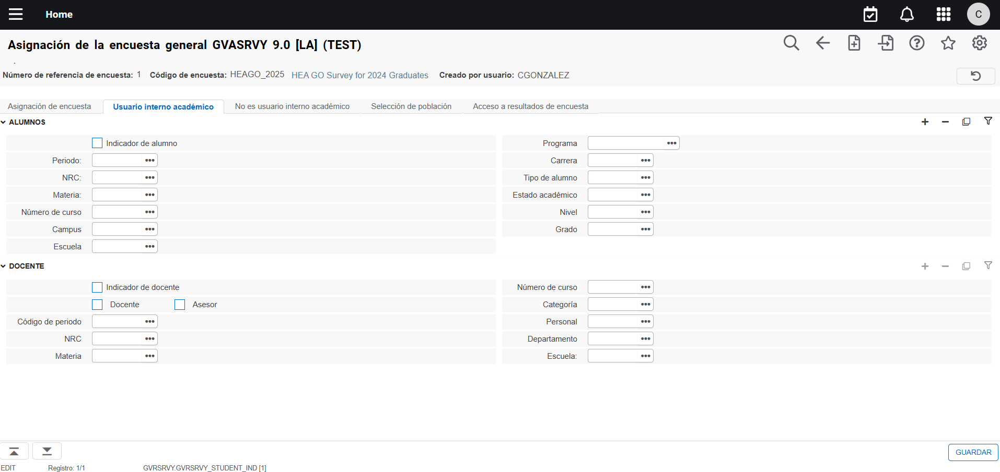 Home
C
Asignación de la encuesta general GVASRVY 9.0 [LA] (TEST)
.
Número de referencia de encuesta: 1 Código de encuesta: HEAGO_2025 HEA GO Survey for 2024 Graduates Creado por usuario: CGONZALEZ
Asignación de encuesta Usuario interno académico No es usuario interno académico Selección de población Acceso a resultados de encuesta
ALUMNOS
Indicador de alumno Programa
Periodo: Carrera
NRC: Tipo de alumno
Materia: Estado académico
Número de curso Nivel
Campus Grado
Escuela
DOCENTE
Indicador de docente Número de curso
Docente Asesor Categoría
Código de periodo Personal
NRC Departamento
Materia Escuela:
GUARDAR
EDIT Registro: 1/1 GVRSRVY.GVRSRVY_STUDENT_IND [1]